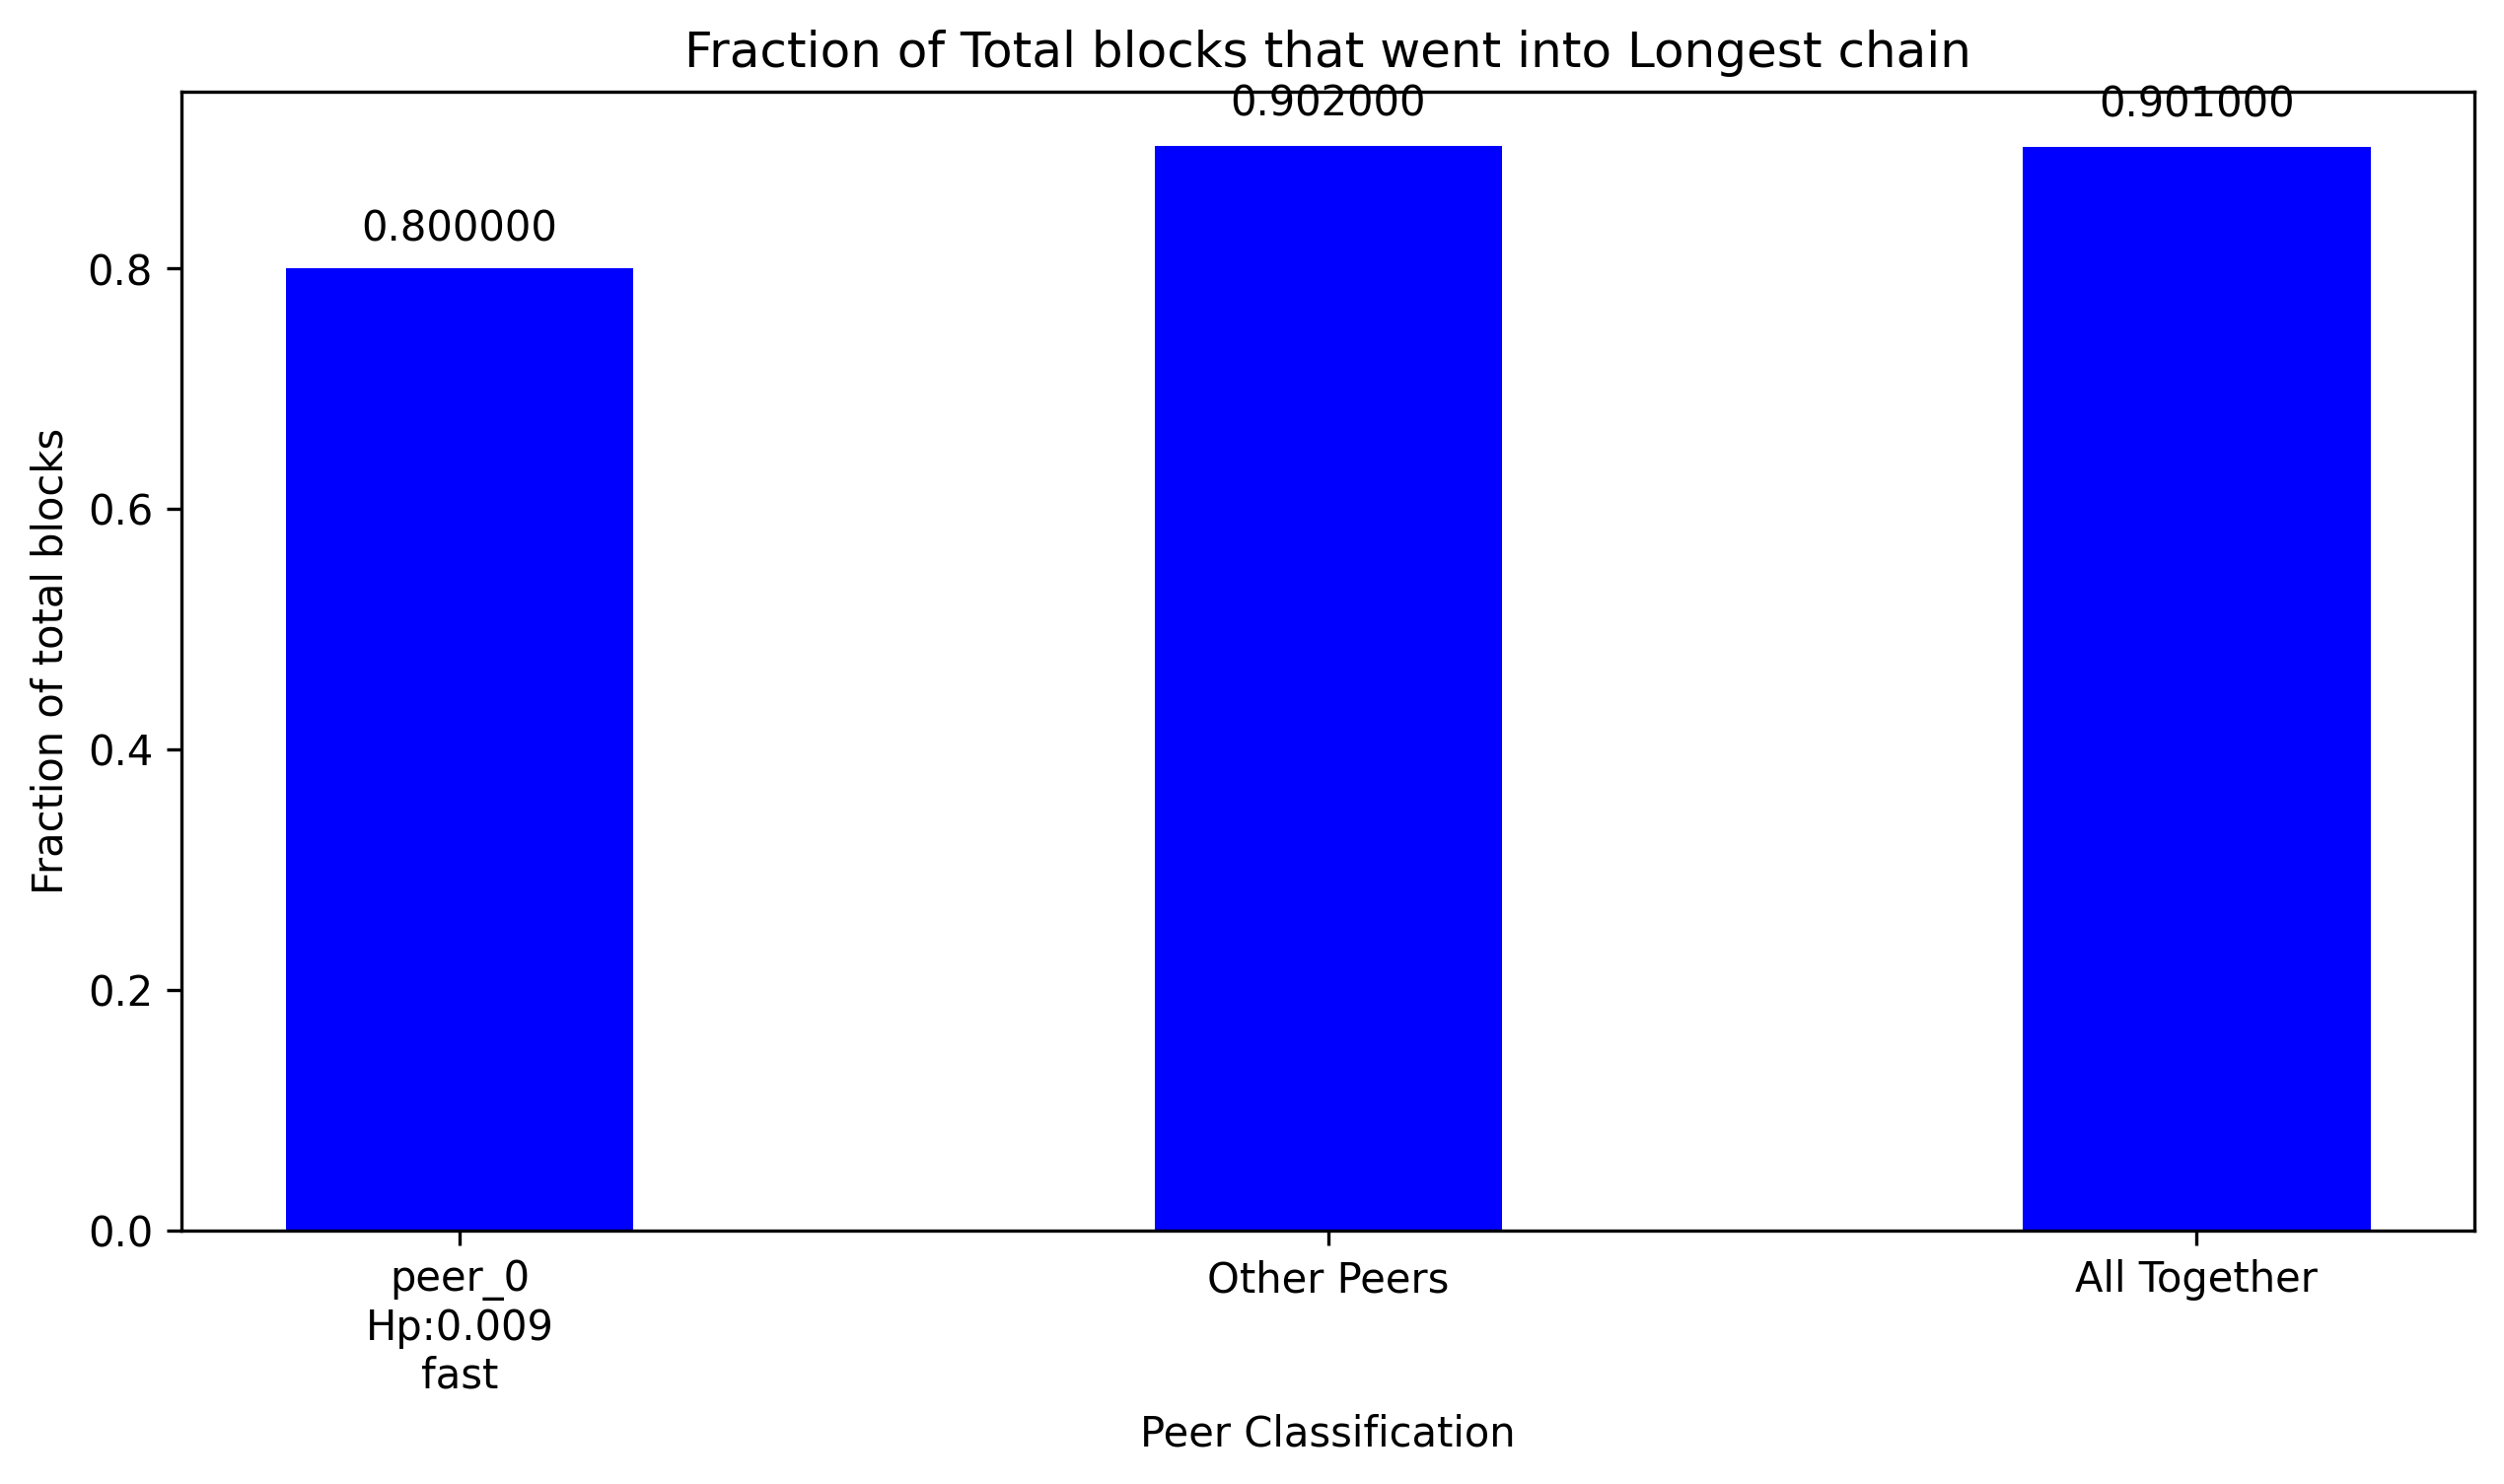 Fraction of Total blocks that went into Longest chain
0.800000
0.902000
0.901000
Fraction of total blocks
0.8
0.6
0.4
0.2
0.0
peer_0
Hp:0.009
fast
Other Peers
All Together
Peer Classification